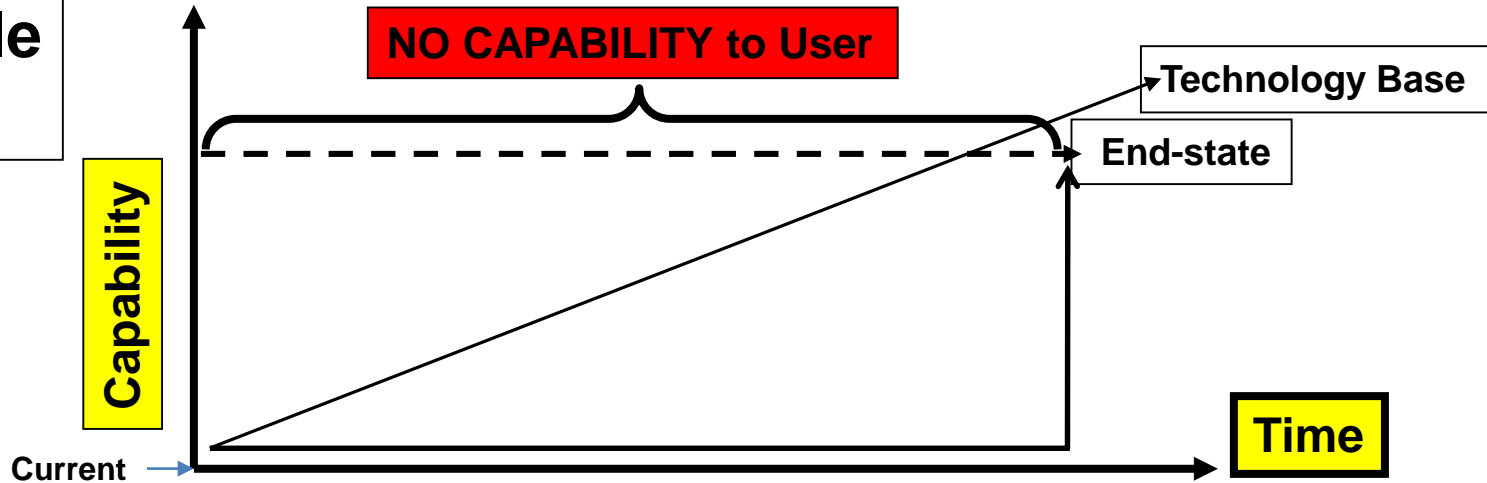 NO CAPABILITY to User
Technology Base
End-state
Capability
Time
Current